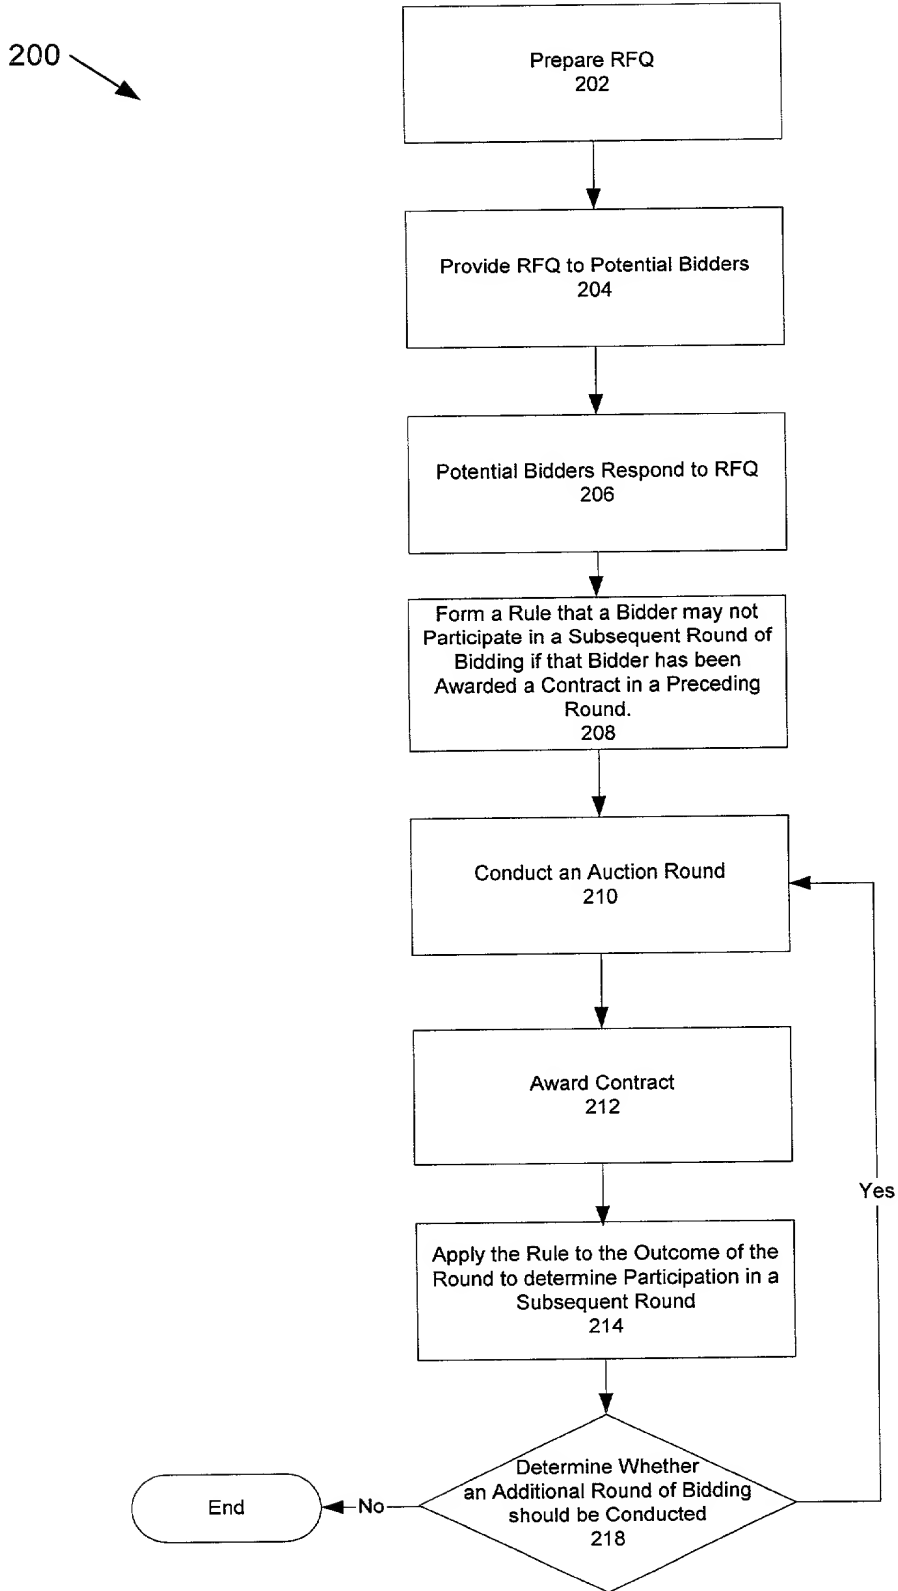 200
Prepare RFQ
202
Provide RFQ to Potential Bidders
204
Potential Bidders Respond to RFQ
206
Form a Rule that a Bidder may not
Participate in a Subsequent Round of
Bidding if that Bidder has been
Awarded a Contract in a Preceding
Round.
208
Conduct an Auction Round
210
Award Contract
212
Yes
Apply the Rule to the Outcome of the
Round to determine Participation in a
Subsequent Round
214
Determine Whether
an Additional Round of Bidding
should be Conducted
218
No
End